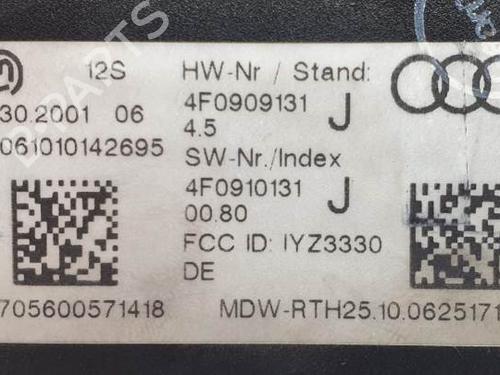 12S
HW-Nr / Stand:
30.2001 06
4F0909131 J
4.5
061010142695
SW-Nr./Index
4F0910131 J
00.80
FCC ID: IYZ3330
DE
705600571418
MDW-RTH25.10.0625171
B-PARTS